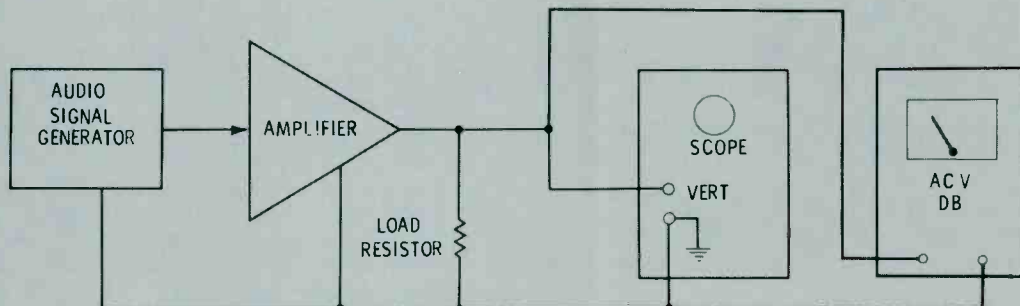 AUDIO
SIGNAL
GENERATOR
AMPLIFIER
LOAD
RESISTOR
SCOPE
VERT
AC V
DB